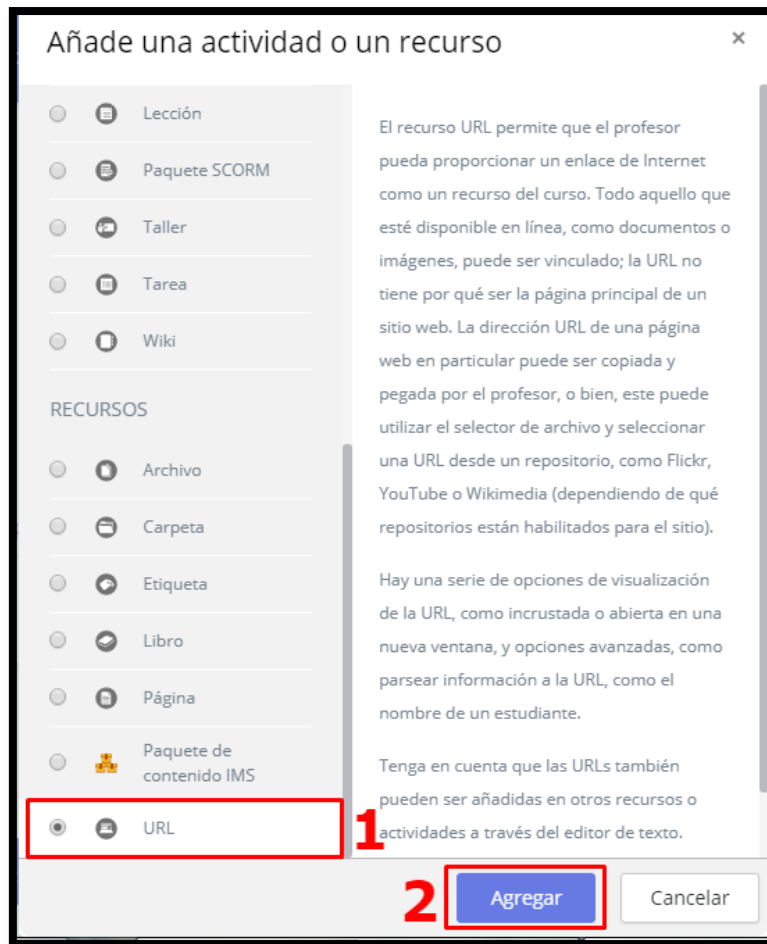 Añade una actividad o un recurso
×
Lección
Paquete SCORM
Taller
Tarea
Wiki
RECURSOS
Archivo
Carpeta
Etiqueta
Libro
Página
Paquete de
contenido IMS
URL
1
El recurso URL permite que el profesor
pueda proporcionar un enlace de Internet
como un recurso del curso. Todo aquello que
esté disponible en línea, como documentos o
imágenes, puede ser vinculado; la URL no
tiene por qué ser la página principal de un
sitio web. La dirección URL de una página
web en particular puede ser copiada y
pegada por el profesor, o bien, este puede
utilizar el selector de archivo y seleccionar
una URL desde un repositorio, como Flickr,
YouTube o Wikimedia (dependiendo de qué
repositorios están habilitados para el sitio).
Hay una serie de opciones de visualización
de la URL, como incrustada o abierta en una
nueva ventana, y opciones avanzadas, como
parsear información a la URL, como el
nombre de un estudiante.
Tenga en cuenta que las URLs también
pueden ser añadidas en otros recursos o
actividades a través del editor de texto.
2
Agregar
Cancelar